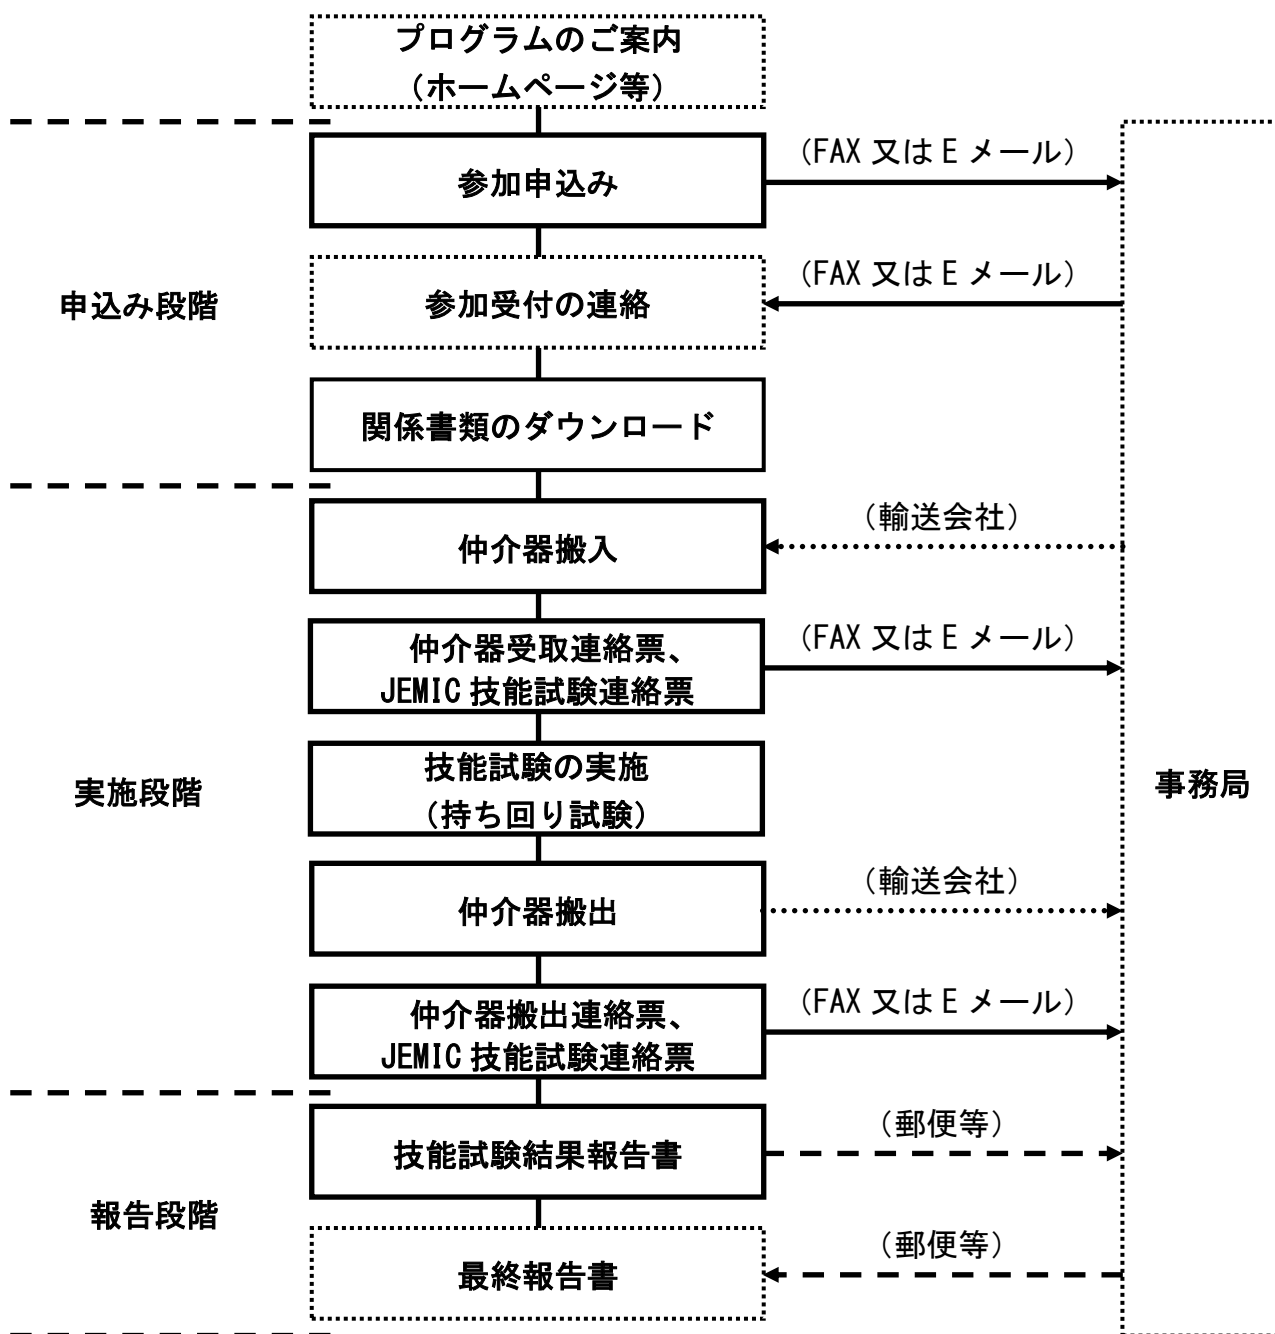 プログラムのご案内
（ホームページ等）
参加申込み
（FAX 又は E メール）
申込み段階
参加受付の連絡
（FAX 又は E メール）
関係書類のダウンロード
仲介器搬入
（輸送会社）
仲介器受取連絡票、
JEMIC 技能試験連絡票
（FAX 又は E メール）
実施段階
技能試験の実施
（持ち回り試験）
事務局
仲介器搬出
（輸送会社）
仲介器搬出連絡票、
JEMIC 技能試験連絡票
（FAX 又は E メール）
報告段階
技能試験結果報告書
（郵便等）
最終報告書
（郵便等）